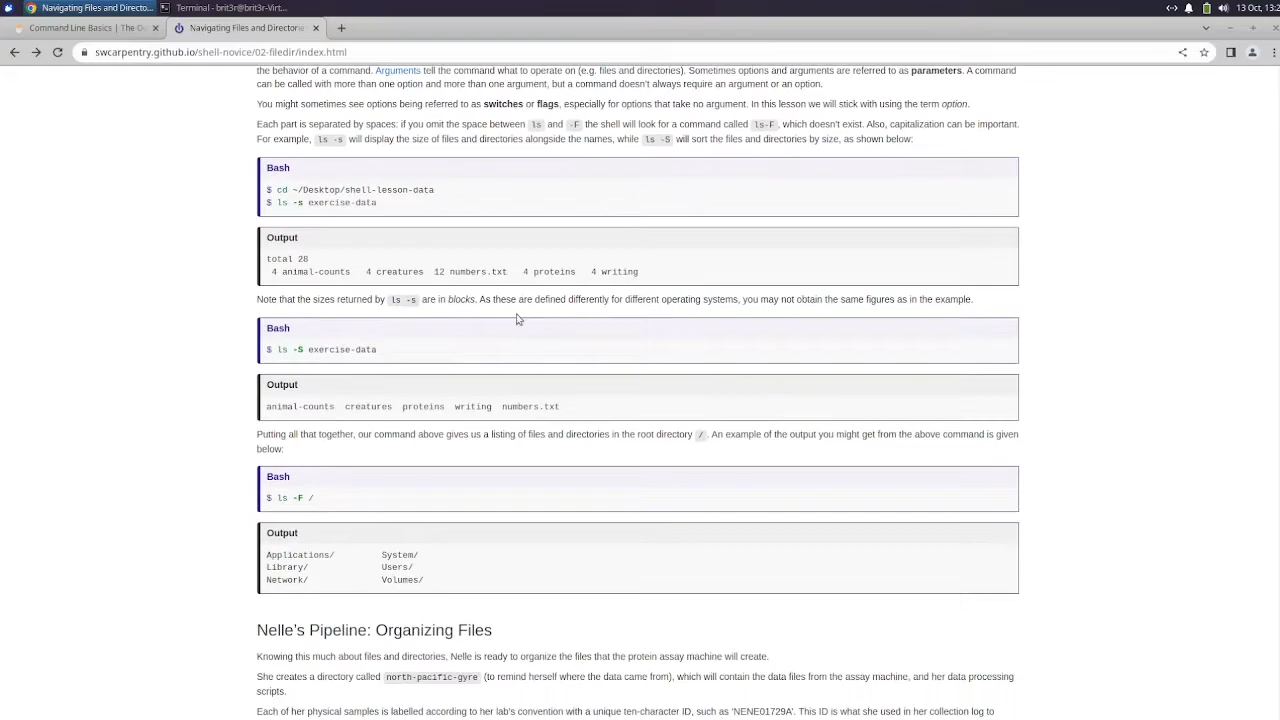 Navigating Files and Directo...
Terminal - brit3r@brit3r-Virt...
13 Oct, 13:2
Command Line Basics | The O
Navigating Files and Directorie
swcarpentry.github.io/shell-novice/02-filedir/index.html
the behavior of a command. Arguments tell the command what to operate on (e.g. files and directories). Sometimes options and arguments are referred to as parameters. A command
can be called with more than one option and more than one argument, but a command doesn't always require an argument or an option.
You might sometimes see options being referred to as switches or flags, especially for options that take no argument. In this lesson we will stick with using the term option.
Each part is separated by spaces: if you omit the space between ls and -F the shell will look for a command called ls-F, which doesn't exist. Also, capitalization can be important.
For example, ls -s will display the size of files and directories alongside the names, while ls -S will sort the files and directories by size, as shown below:
Bash
$ cd ~/Desktop/shell-lesson-data
$ ls -s exercise-data
Output
total 28
4 animal-counts 4 creatures 12 numbers.txt 4 proteins 4 writing
Note that the sizes returned by ls -s are in blocks. As these are defined differently for different operating systems, you may not obtain the same figures as in the example.
Bash
$ ls -S exercise-data
Output
animal-counts creatures proteins writing numbers.txt
Putting all that together, our command above gives us a listing of files and directories in the root directory /. An example of the output you might get from the above command is given
below:
Bash
$ ls -F /
Output
Applications/ System/
Library/ Users/
Network/ Volumes/
Nelle's Pipeline: Organizing Files
Knowing this much about files and directories, Nelle is ready to organize the files that the protein assay machine will create.
She creates a directory called north-pacific-gyre (to remind herself where the data came from), which will contain the data files from the assay machine, and her data processing
scripts.
Each of her physical samples is labelled according to her lab's convention with a unique ten-character ID, such as 'NENE01729A'. This ID is what she used in her collection log to